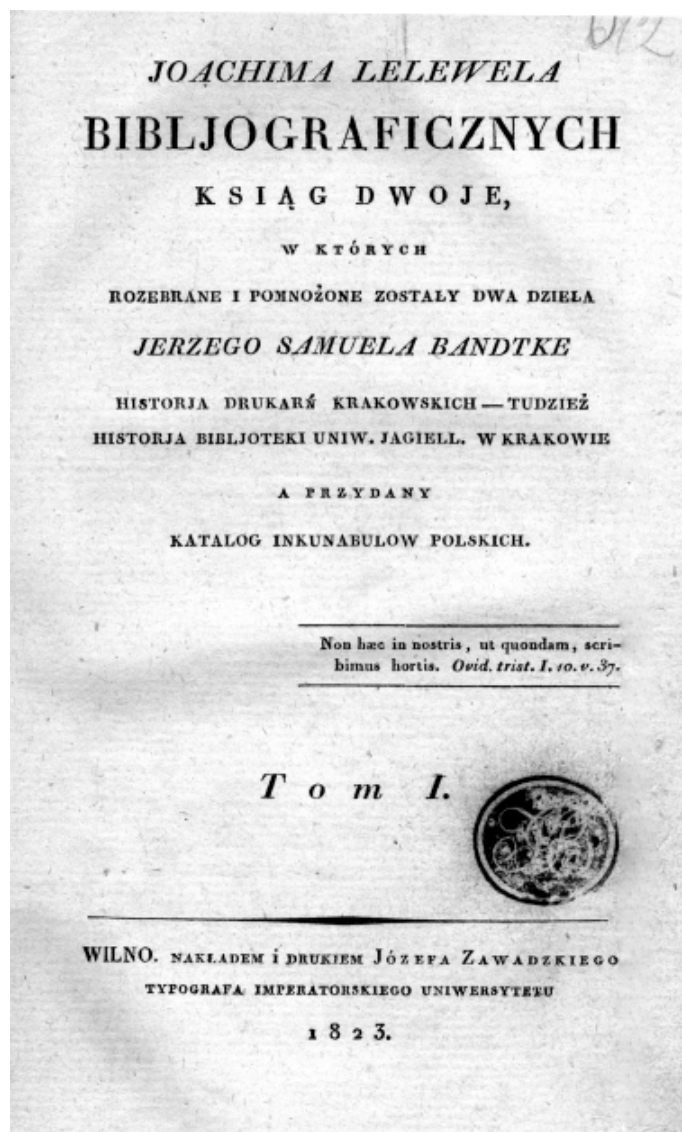 JOACHIMA LELEWELA
BIBLJOGRAFICZNYCH
KSIĄG DWOJE,
W KTÓRYCH
ROZEBRANE I POMNOŻONE ZOSTAŁY DWA DZIEŁA
JERZEGO SAMUELA BANDTKE
HISTORJA DRUKARŃ KRAKOWSKICH — TUDZIEŻ
HISTORJA BIBLJOTEKI UNIW. JAGIELL. W KRAKOWIE
A PRZYDANY
KATALOG INKUNABULOW POLSKICH.
Non hæc in nostris, ut quondam, scri-
bimus hortis. Ovid. trist. I. 10. v. 37.
Tom I.
WILNO. NAKŁADEM i DRUKIEM JÓZEFA ZAWADZKIEGO
TYPOGRAFA IMPERATORSKIEGO UNIWERSYTETU
1823.